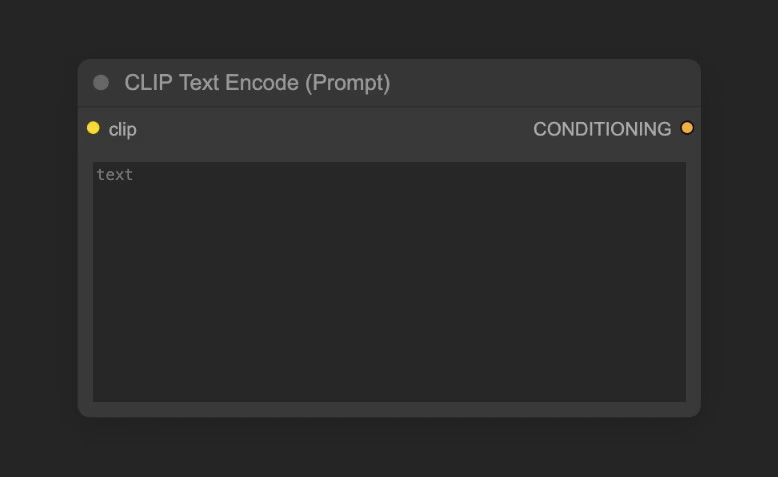 CLIP Text Encode (Prompt)
clip
CONDITIONING
text